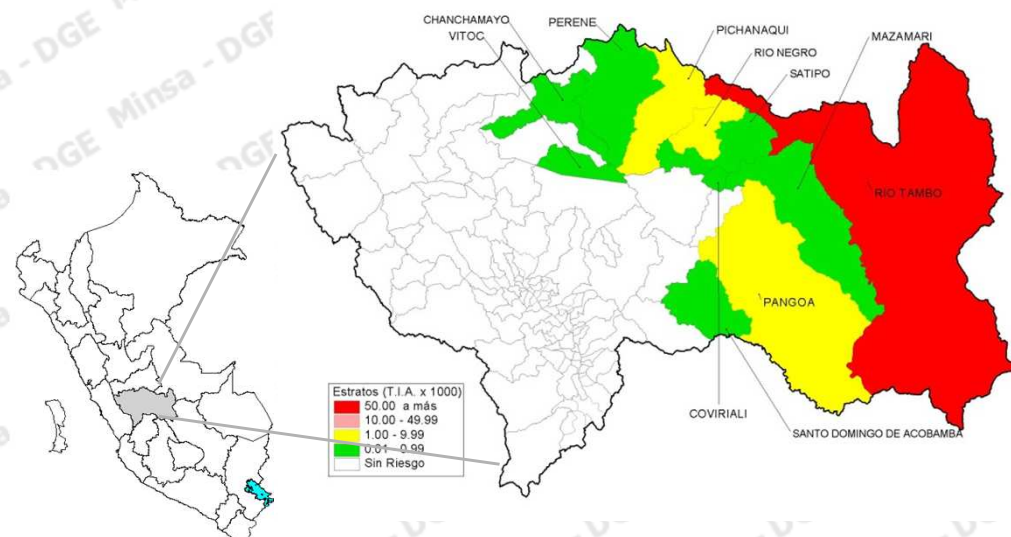 Minsa - DGE
CHANCHAMAYO
VITOC
PERENE
PICHANAQUI
RIO NEGRO
SATIPO
MAZAMARI
RIO TAMBO
PANGOA
COVIRIALI
SANTO DOMINGO DE ACOBAMBA
Estratos (T.I.A. x 1000)
50.00 a más
10.00 - 49.99
1.00 - 9.99
0.01 - 0.99
Sin Riesgo